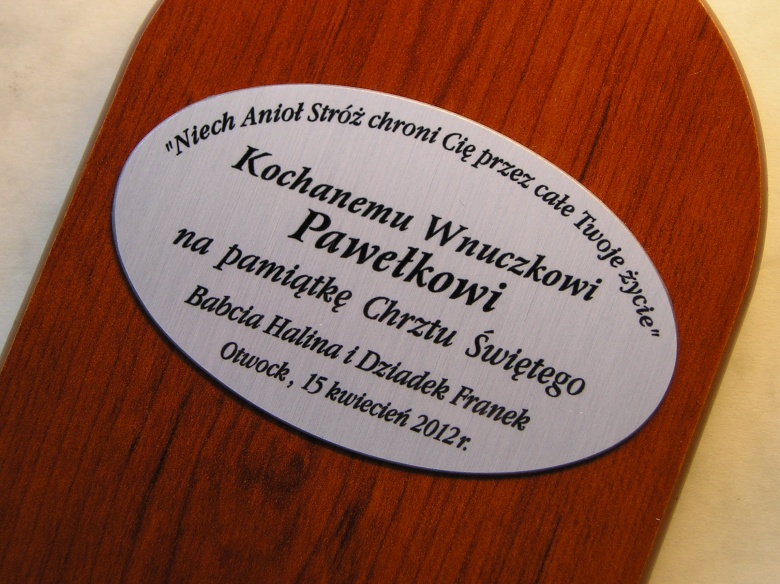 "Niech Anioł Stróż chroni Cię przez całe Twoje życie"
Kochanemu Wnuczkowi
Pawełkowi
na pamiątkę Chrztu Świętego
Babcia Halina i Dziadek Franek
Otwock, 15 kwiecień 2012r.